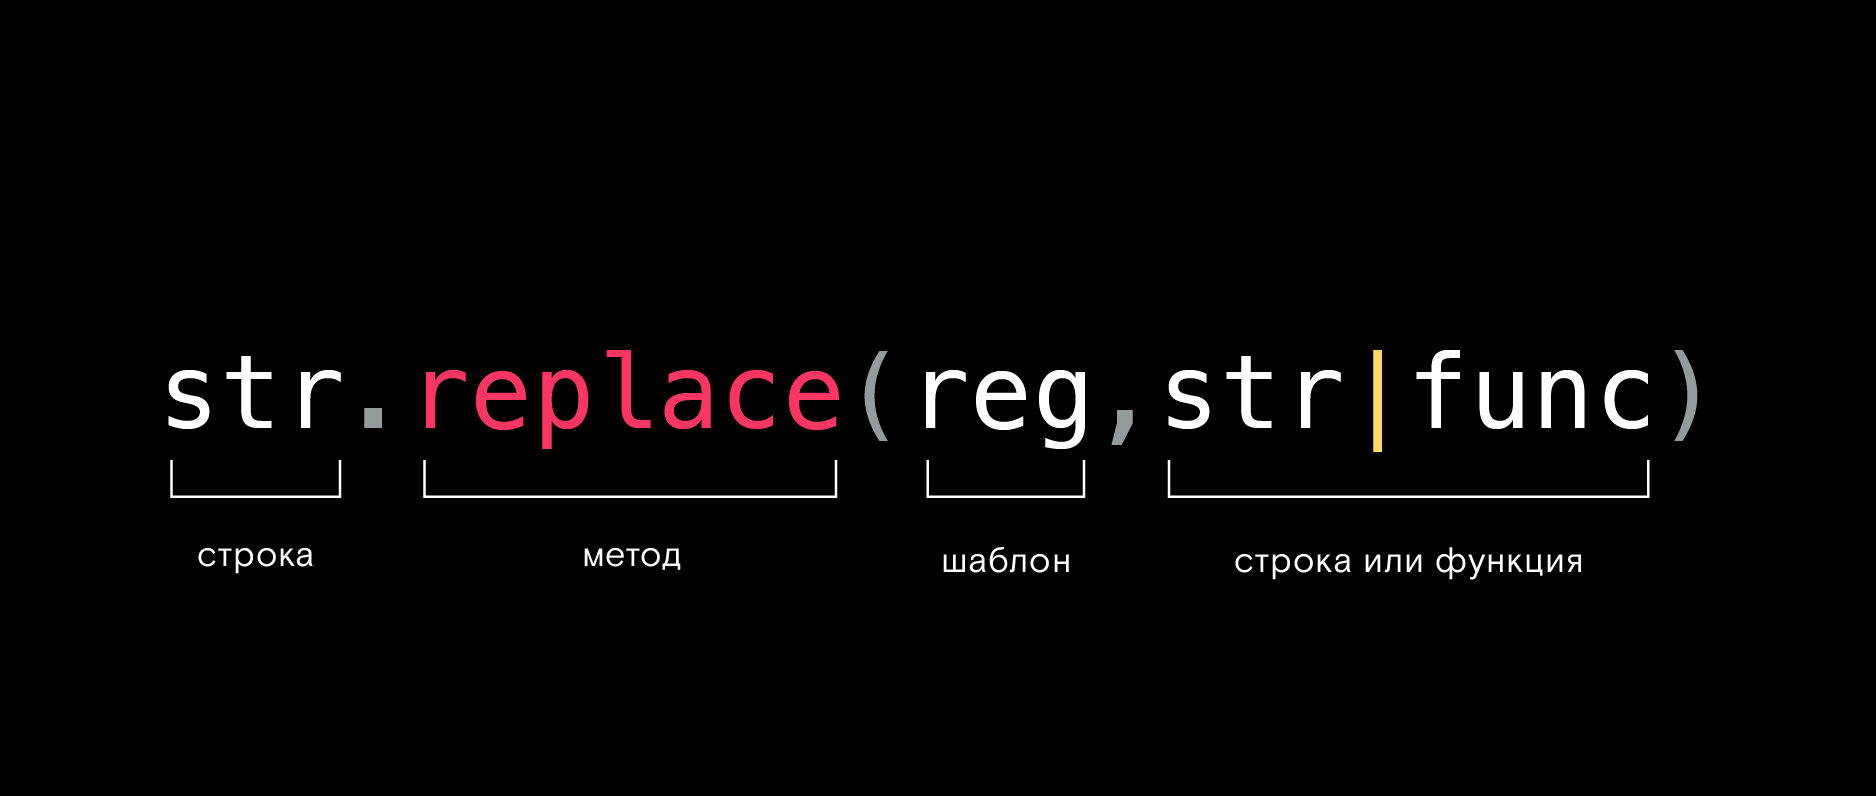 str.replace(reg,str|func)
строка метод шаблон строка или функция